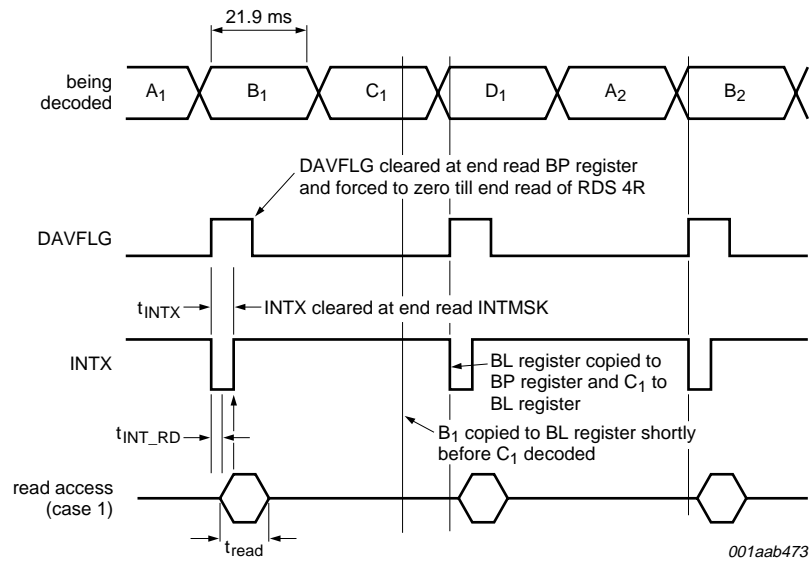 21.9 ms
being
decoded
A1
B1
C1
D1
A2
B2
DAVFLG cleared at end read BP register
and forced to zero till end read of RDS 4R
DAVFLG
tINTX
INTX cleared at end read INTMSK
INTX
BL register copied to
BP register and C1 to
BL register
tINT_RD
B1 copied to BL register shortly
before C1 decoded
read access
(case 1)
tread
001aab473